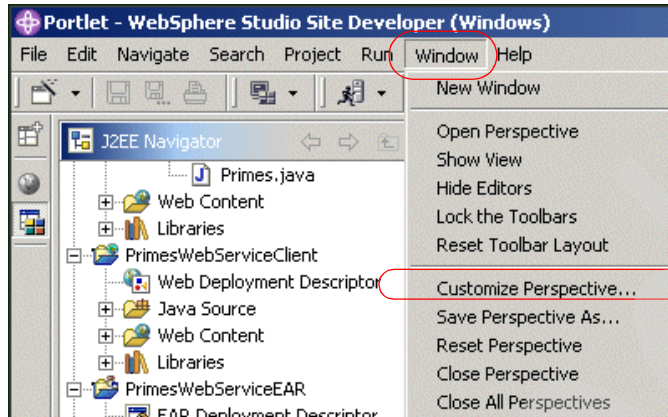 Portlet - WebSphere Studio Site Developer (Windows)
File Edit Navigate Search Project Run Window Help
J2EE Navigator
Primes.java
Web Content
Libraries
PrimesWebServiceClient
Web Deployment Descriptor
Java Source
Web Content
Libraries
PrimesWebServiceEAR
EAR Deployment Descriptor
New Window
Open Perspective
Show View
Hide Editors
Lock the Toolbars
Reset Toolbar Layout
Customize Perspective...
Save Perspective As...
Reset Perspective
Close Perspective
Close All Perspectives